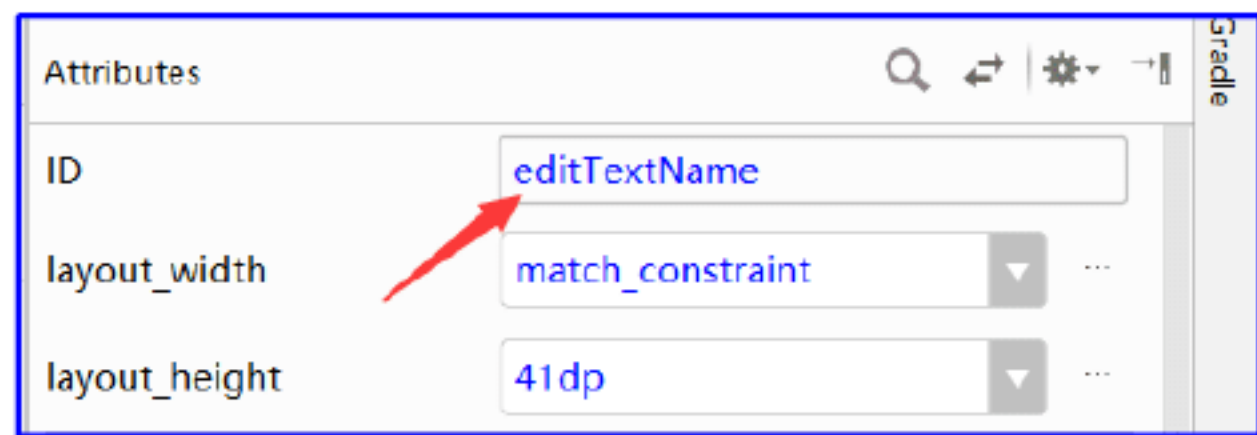 Attributes
Gradle
ID
editTextName
layout_width
match_constraint
...
layout_height
41dp
...